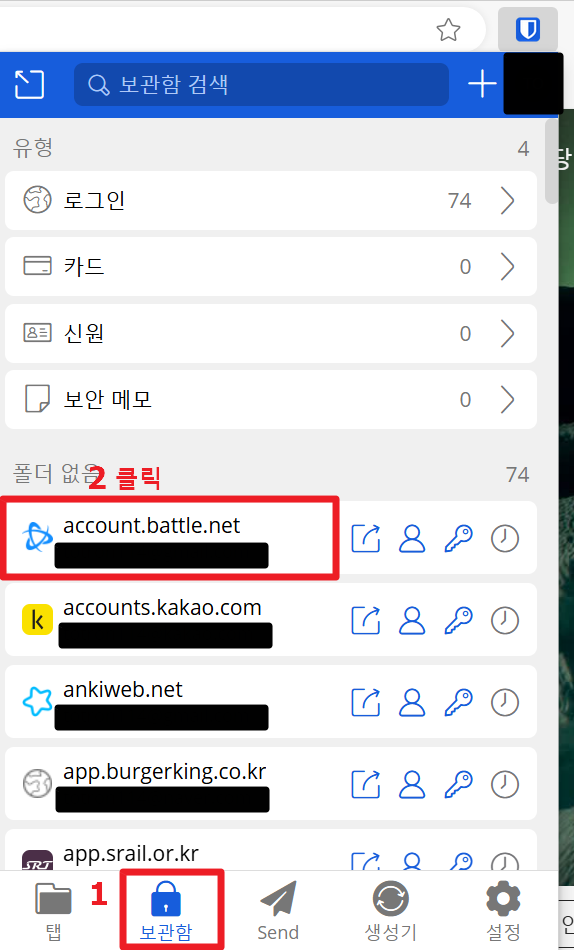 보관함 검색
당
유형 4
로그인 74
카드 0
신원 0
보안 메모 0
폴더 없음 74
2 클릭
account.battle.net
k accounts.kakao.com
ankiweb.net
app.burgerking.co.kr
SRT app.srail.or.kr
1
탭 보관함 Send 생성기 설정
인